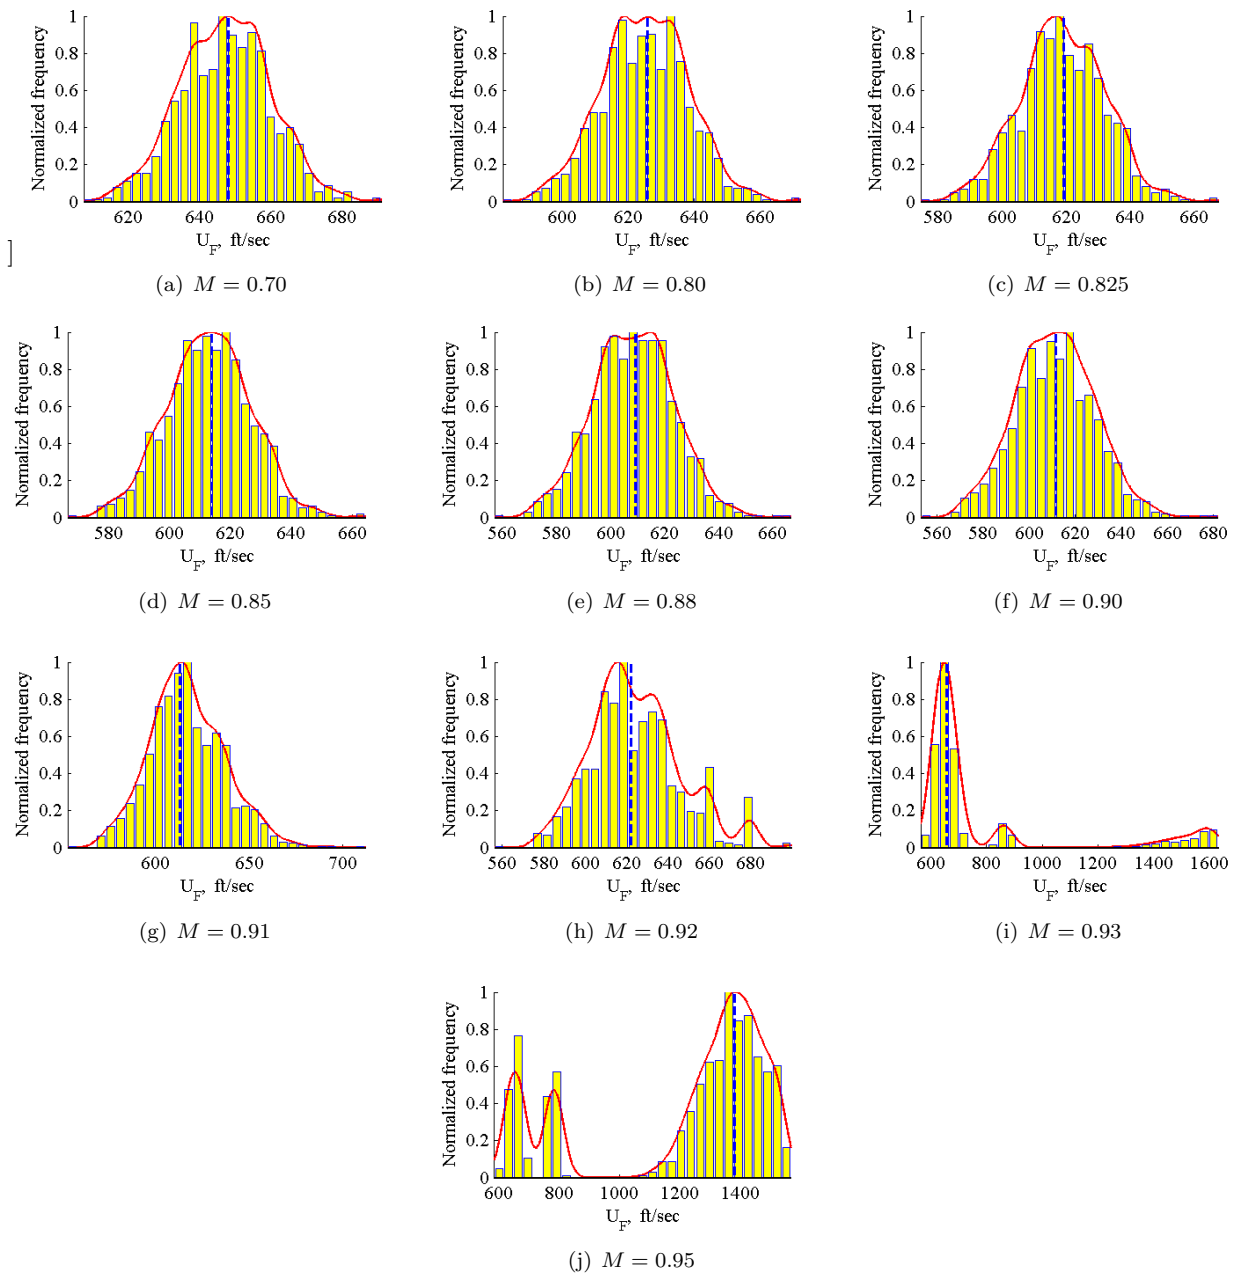 Normalized frequency
1
0.8
0.6
0.4
0.2
0
620 640 660 680
U_F, ft/sec
(a) M = 0.70
Normalized frequency
1
0.8
0.6
0.4
0.2
0
600 620 640 660
U_F, ft/sec
(b) M = 0.80
Normalized frequency
1
0.8
0.6
0.4
0.2
0
580 600 620 640 660
U_F, ft/sec
(c) M = 0.825
]
Normalized frequency
1
0.8
0.6
0.4
0.2
0
580 600 620 640 660
U_F, ft/sec
(d) M = 0.85
Normalized frequency
1
0.8
0.6
0.4
0.2
0
560 580 600 620 640 660
U_F, ft/sec
(e) M = 0.88
Normalized frequency
1
0.8
0.6
0.4
0.2
0
560 580 600 620 640 660 680
U_F, ft/sec
(f) M = 0.90
Normalized frequency
1
0.8
0.6
0.4
0.2
0
600 650 700
U_F, ft/sec
(g) M = 0.91
Normalized frequency
1
0.8
0.6
0.4
0.2
0
560 580 600 620 640 660 680
U_F, ft/sec
(h) M = 0.92
Normalized frequency
1
0.8
0.6
0.4
0.2
0
600 800 1000 1200 1400 1600
U_F, ft/sec
(i) M = 0.93
Normalized frequency
1
0.8
0.6
0.4
0.2
0
600 800 1000 1200 1400
U_F, ft/sec
(j) M = 0.95